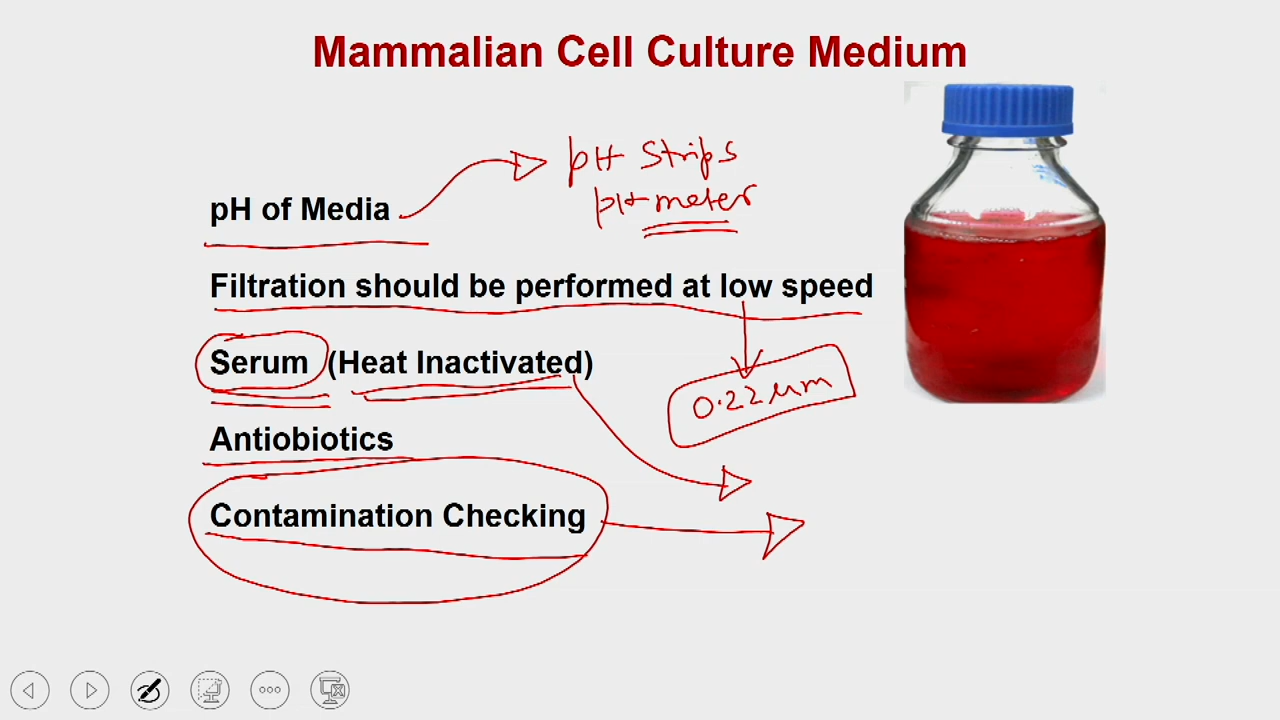 Mammalian Cell Culture Medium
pH Strips
pH meter
pH of Media
Filtration should be performed at low speed
Serum (Heat Inactivated)
0.22 µm
Antiobiotics
Contamination Checking